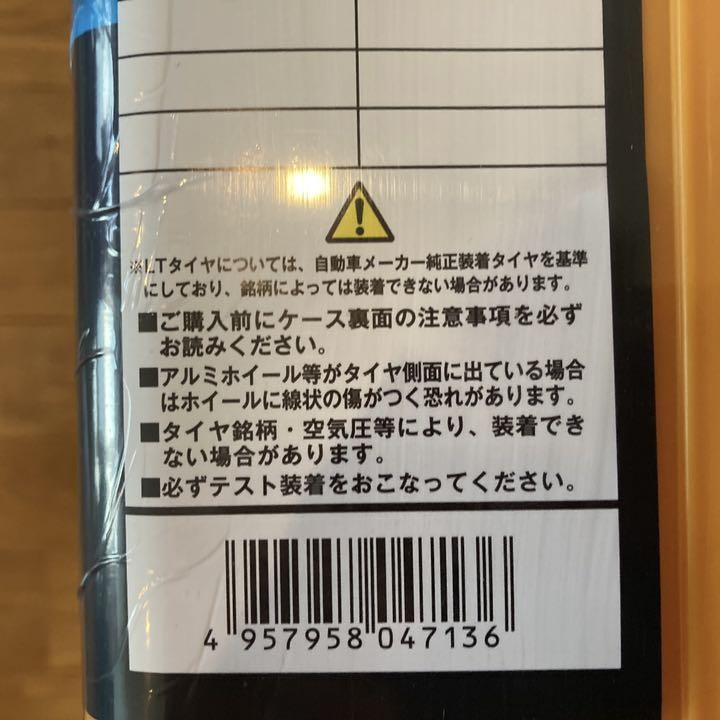 ※LTタイヤについては、自動車メーカー純正装着タイヤを基準
にしており、銘柄によっては装着できない場合があります。
■ご購入前にケース裏面の注意事項を必ず
お読みください。
■アルミホイール等がタイヤ側面に出ている場合
はホイールに線状の傷がつく恐れがあります。
■タイヤ銘柄・空気圧等により、装着でき
ない場合があります。
■必ずテスト装着をおこなってください。
4 957958 047136